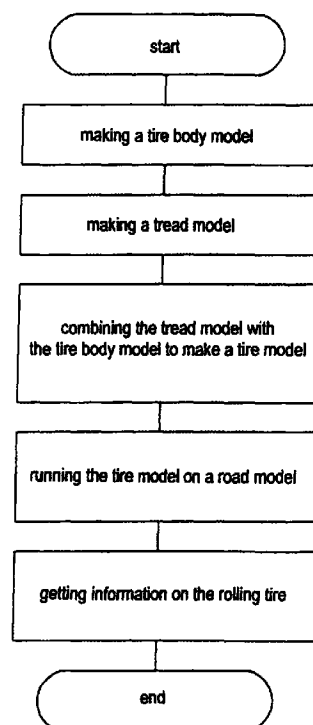 start
making a tire body model
making a tread model
combining the tread model with
the tire body model to make a tire model
running the tire model on a road model
getting information on the rolling tire
end